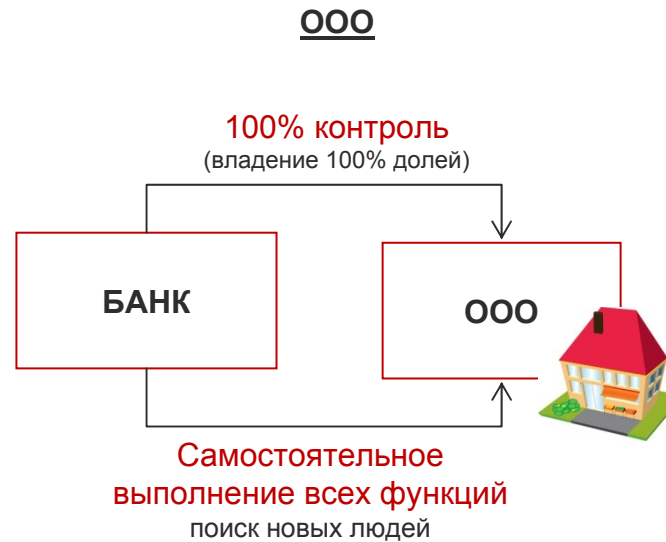 ООО
100% контроль
(владение 100% долей)
БАНК
ООО
Самостоятельное
выполнение всех функций
поиск новых людей